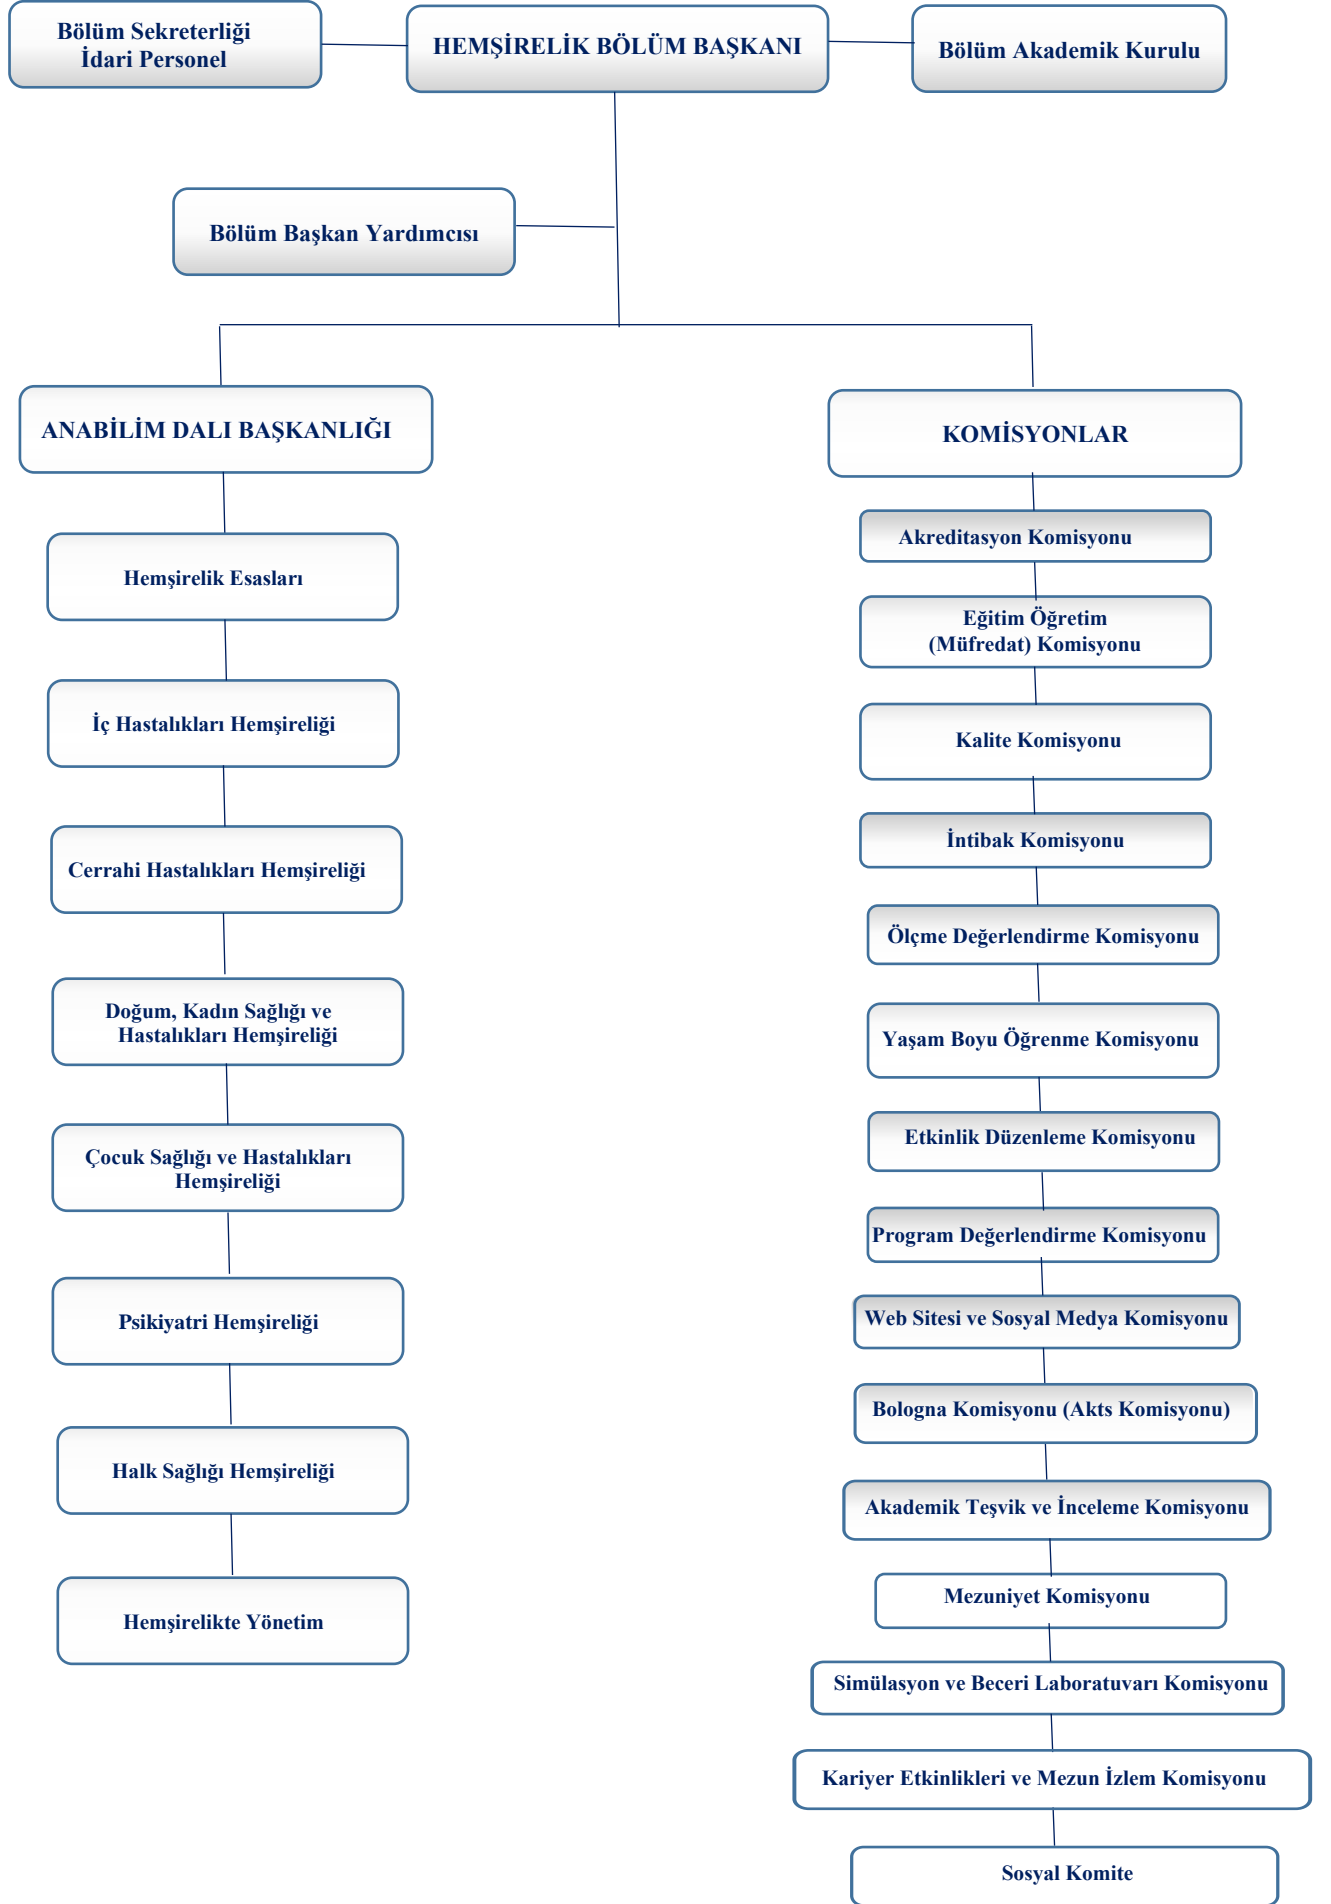 Bölüm Sekreterliği
İdari Personel
HEMŞİRELİK BÖLÜM BAŞKANI
Bölüm Akademik Kurulu
Bölüm Başkan Yardımcısı
ANABİLİM DALI BAŞKANLIĞI
Hemşirelik Esasları
İç Hastalıkları Hemşireliği
Cerrahi Hastalıkları Hemşireliği
Doğum, Kadın Sağlığı ve
Hastalıkları Hemşireliği
Çocuk Sağlığı ve Hastalıkları
Hemşireliği
Psikiyatri Hemşireliği
Halk Sağlığı Hemşireliği
Hemşirelikte Yönetim
KOMİSYONLAR
Akreditasyon Komisyonu
Eğitim Öğretim
(Müfredat) Komisyonu
Kalite Komisyonu
İntibak Komisyonu
Ölçme Değerlendirme Komisyonu
Yaşam Boyu Öğrenme Komisyonu
Etkinlik Düzenleme Komisyonu
Program Değerlendirme Komisyonu
Web Sitesi ve Sosyal Medya Komisyonu
Bologna Komisyonu (Akts Komisyonu)
Akademik Teşvik ve İnceleme Komisyonu
Mezuniyet Komisyonu
Simülasyon ve Beceri Laboratuvarı Komisyonu
Kariyer Etkinlikleri ve Mezun İzlem Komisyonu
Sosyal Komite